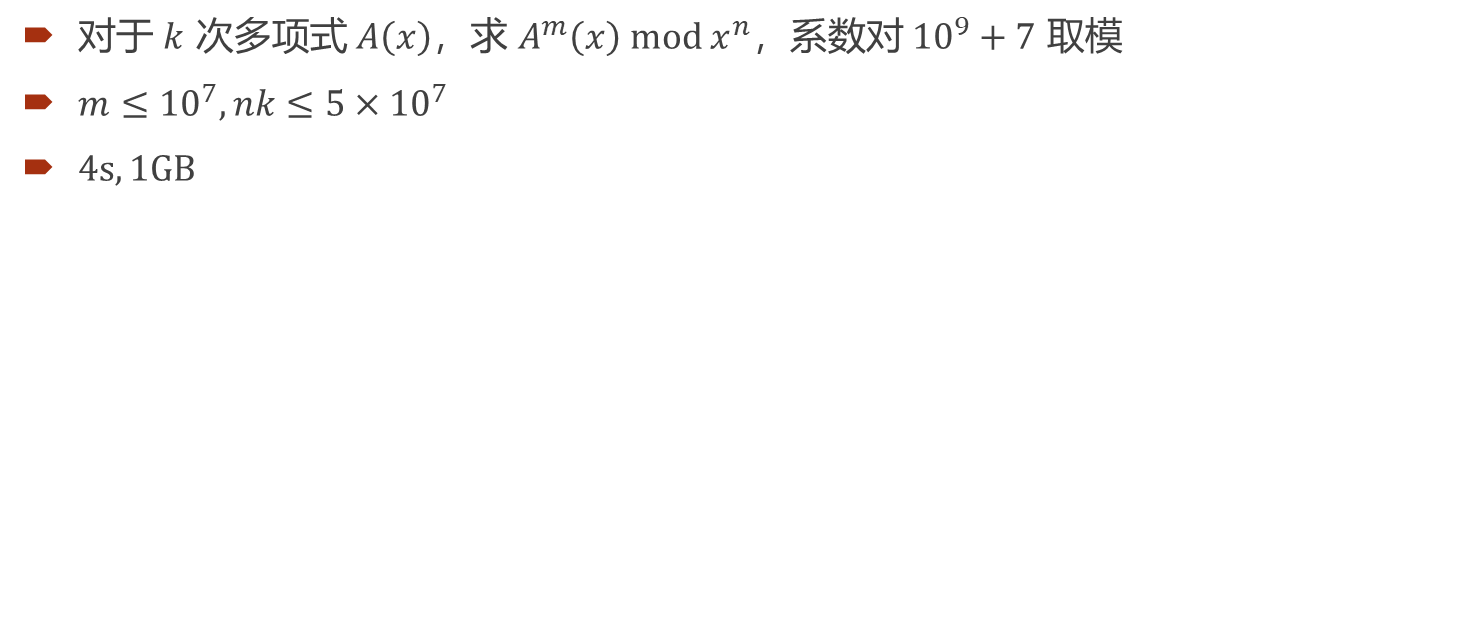 对于 k 次多项式 A(x)，求 A^m(x) mod x^n，系数对 10^9 + 7 取模
m ≤ 10^7, nk ≤ 5 × 10^7
4s, 1GB